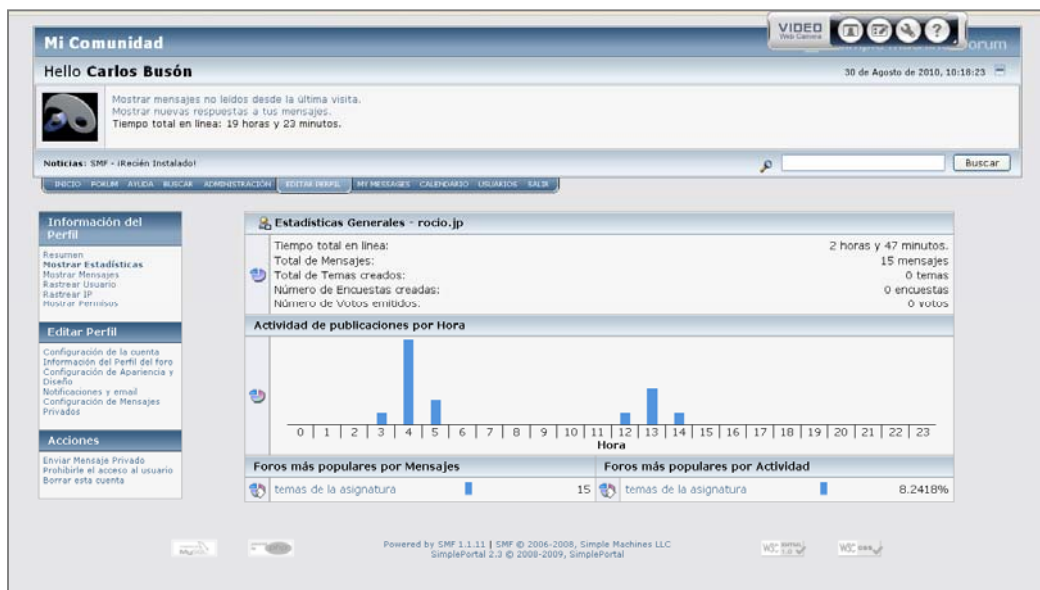 VIDEO
Web Camera
Mi Comunidad
orum
Hello Carlos Busón
30 de Agosto de 2010, 10:18:23
Mostrar mensajes no leídos desde la última visita.
Mostrar nuevas respuestas a tus mensajes.
Tiempo total en línea: 19 horas y 23 minutos.
Noticias: SMF - ¡Recién Instalado!
Buscar
INICIO FORUM AYUDA BUSCAR ADMINISTRACIÓN EDITAR PERFIL MY MESSAGES CALENDARIO USUARIOS SALIR
Información del
Perfil
Resumen
Mostrar Estadísticas
Mostrar Mensajes
Rastrear Usuario
Rastrear IP
Mostrar Permisos
Editar Perfil
Configuración de la cuenta
Información del Perfil del foro
Configuración de Apariencia y
Diseño
Notificaciones y email
Configuración de Mensajes
Privados
Acciones
Enviar Mensaje Privado
Prohibirle el acceso al usuario
Borrar esta cuenta
Estadísticas Generales - rocio.jp
Tiempo total en línea: 2 horas y 47 minutos.
Total de Mensajes: 15 mensajes
Total de Temas creados: 0 temas
Número de Encuestas creadas: 0 encuestas
Número de Votos emitidos: 0 votos
Actividad de publicaciones por Hora
0 | 1 | 2 | 3 | 4 | 5 | 6 | 7 | 8 | 9 | 10 | 11 | 12 | 13 | 14 | 15 | 16 | 17 | 18 | 19 | 20 | 21 | 22 | 23
Hora
Foros más populares por Mensajes
temas de la asignatura 15
Foros más populares por Actividad
temas de la asignatura 8.2418%
Powered by SMF 1.1.11 | SMF © 2006-2008, Simple Machines LLC
SimplePortal 2.3 © 2008-2009, SimplePortal
W3C XHTML 1.0
W3C CSS